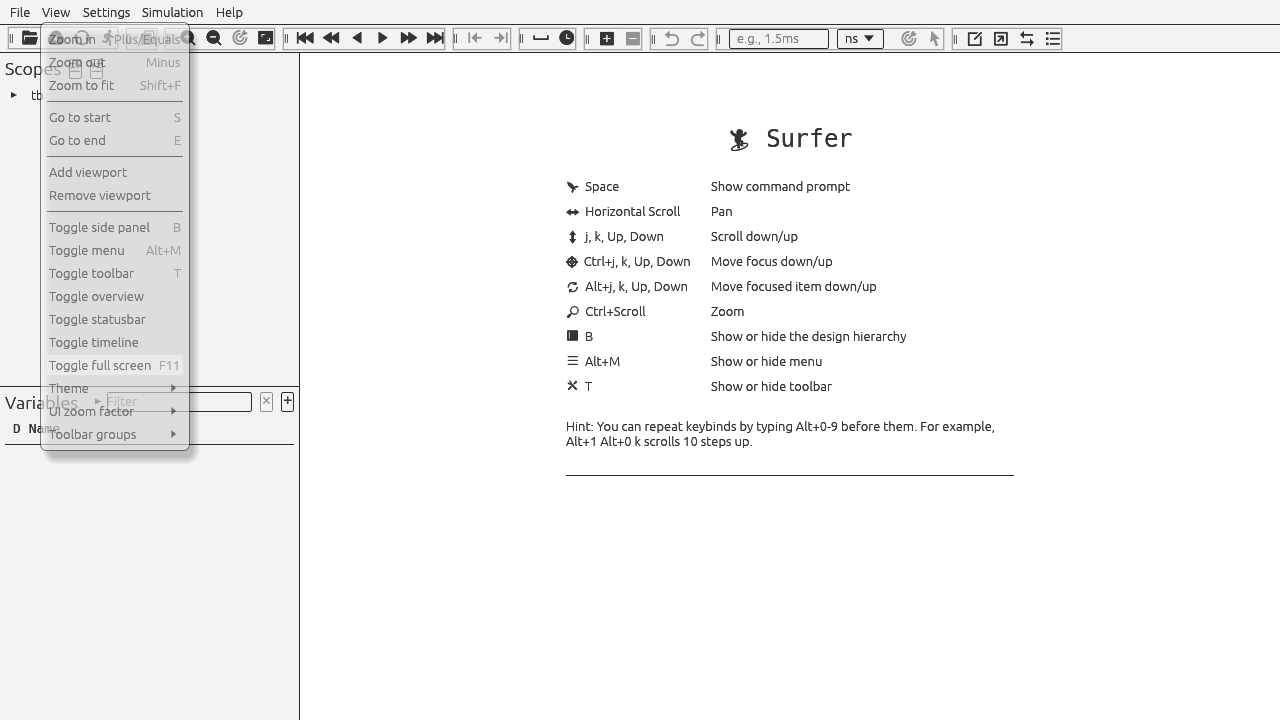 File View Settings Simulation Help
e.g., 1.5ms ns
Zoom in Plus/Equals
Scopes
Zoom out Minus
Zoom to fit Shift+F
tb
Go to start S
Go to end E
Add viewport
Remove viewport
Toggle side panel B
Toggle menu Alt+M
Toggle toolbar T
Toggle overview
Toggle statusbar
Toggle timeline
Toggle full screen F11
Theme
Variables Filter
UI zoom factor
D Name
Toolbar groups
Surfer
Space Show command prompt
Horizontal Scroll Pan
j, k, Up, Down Scroll down/up
Ctrl+j, k, Up, Down Move focus down/up
Alt+j, k, Up, Down Move focused item down/up
Ctrl+Scroll Zoom
B Show or hide the design hierarchy
Alt+M Show or hide menu
T Show or hide toolbar
Hint: You can repeat keybinds by typing Alt+0-9 before them. For example,
Alt+1 Alt+0 k scrolls 10 steps up.